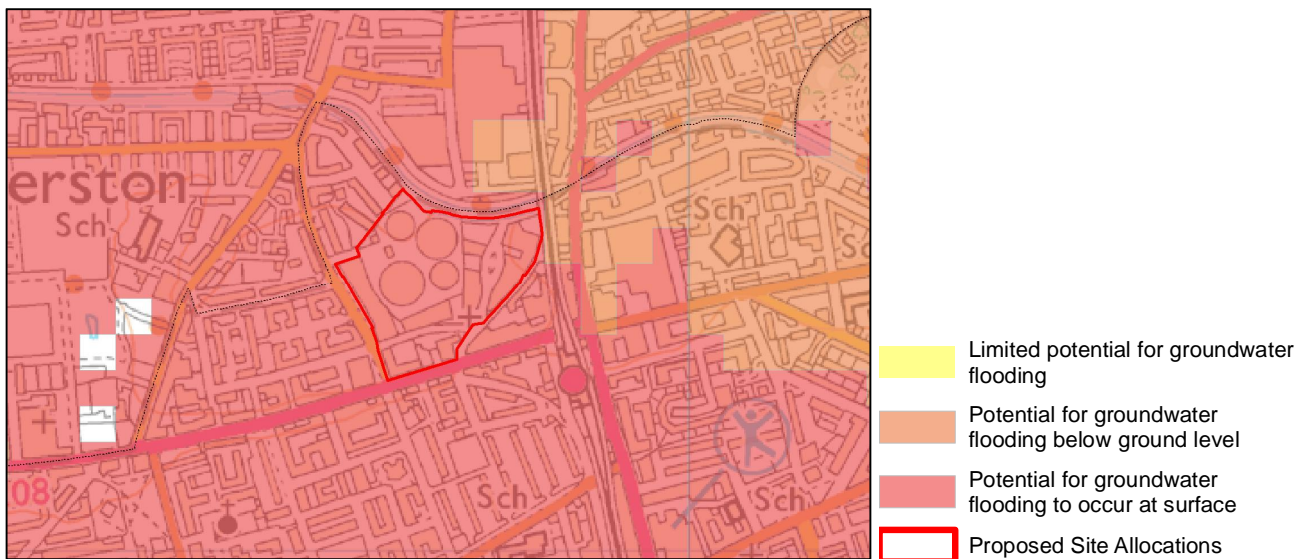 erston
Sch
Sch
Sc
08
Sch
Sch
Limited potential for groundwater
flooding
Potential for groundwater
flooding below ground level
Potential for groundwater
flooding to occur at surface
Proposed Site Allocations